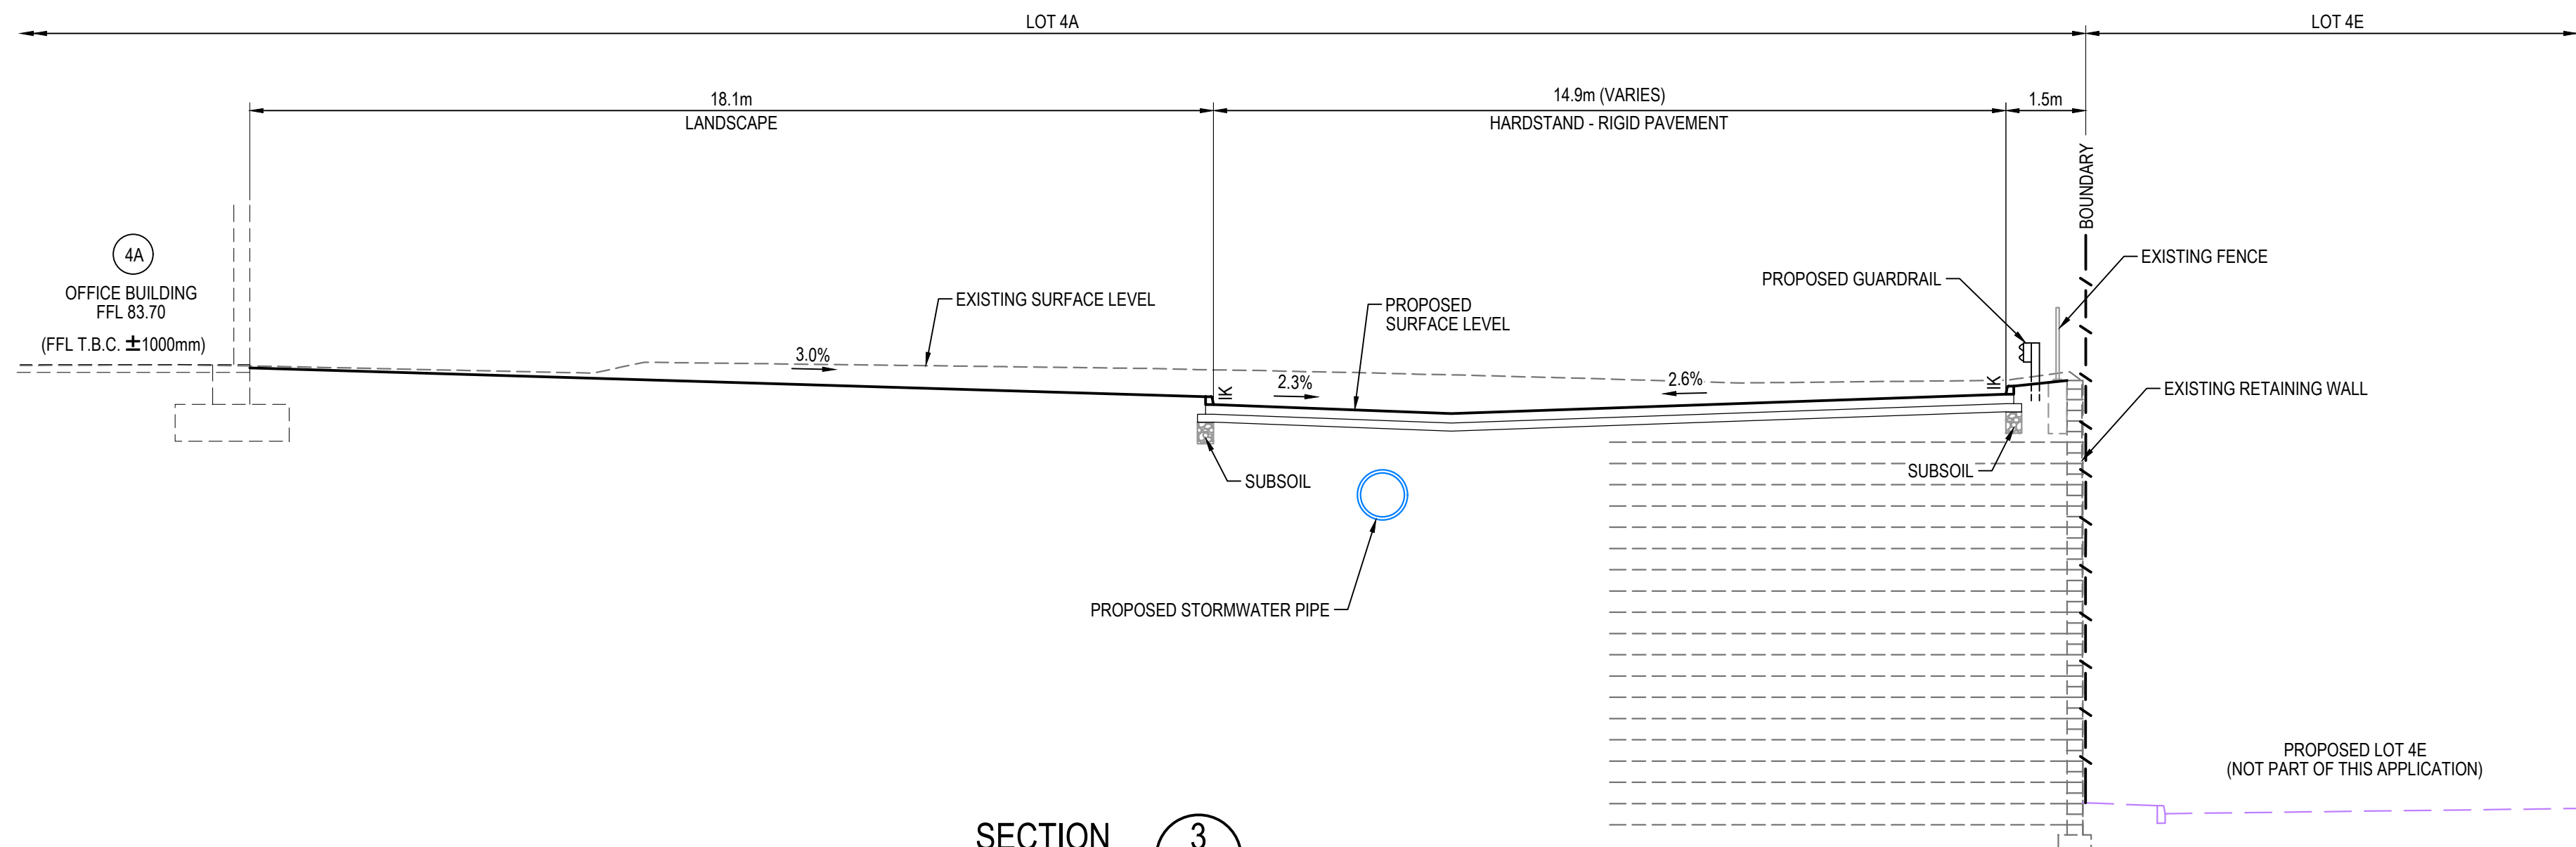 LOT 4A
LOT 4E
18.1m
LANDSCAPE
14.9m (VARIES)
HARDSTAND - RIGID PAVEMENT
1.5m
BOUNDARY
4A
OFFICE BUILDING
FFL 83.70
(FFL T.B.C. ±1000mm)
EXISTING SURFACE LEVEL
PROPOSED
SURFACE LEVEL
PROPOSED GUARDRAIL
EXISTING FENCE
3.0%
IK
2.3%
2.6%
IK
EXISTING RETAINING WALL
SUBSOIL
SUBSOIL
PROPOSED STORMWATER PIPE
PROPOSED LOT 4E
(NOT PART OF THIS APPLICATION)
SECTION
3